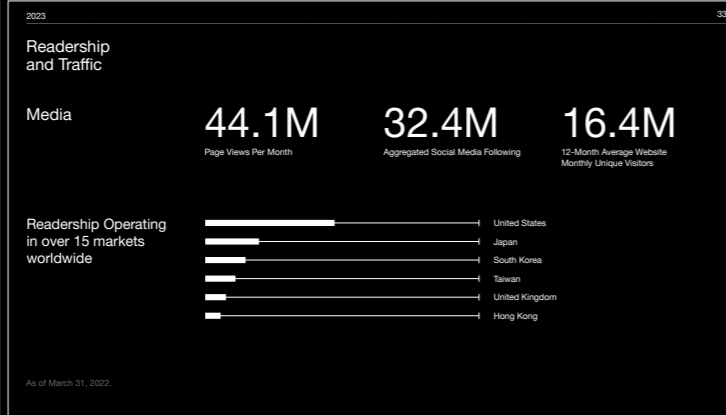 2023
33
Readership
and Traffic
Media
44.1M
Page Views Per Month
32.4M
Aggregated Social Media Following
16.4M
12-Month Average Website
Monthly Unique Visitors
Readership Operating
in over 15 markets
worldwide
United States
Japan
South Korea
Taiwan
United Kingdom
Hong Kong
As of March 31, 2022.